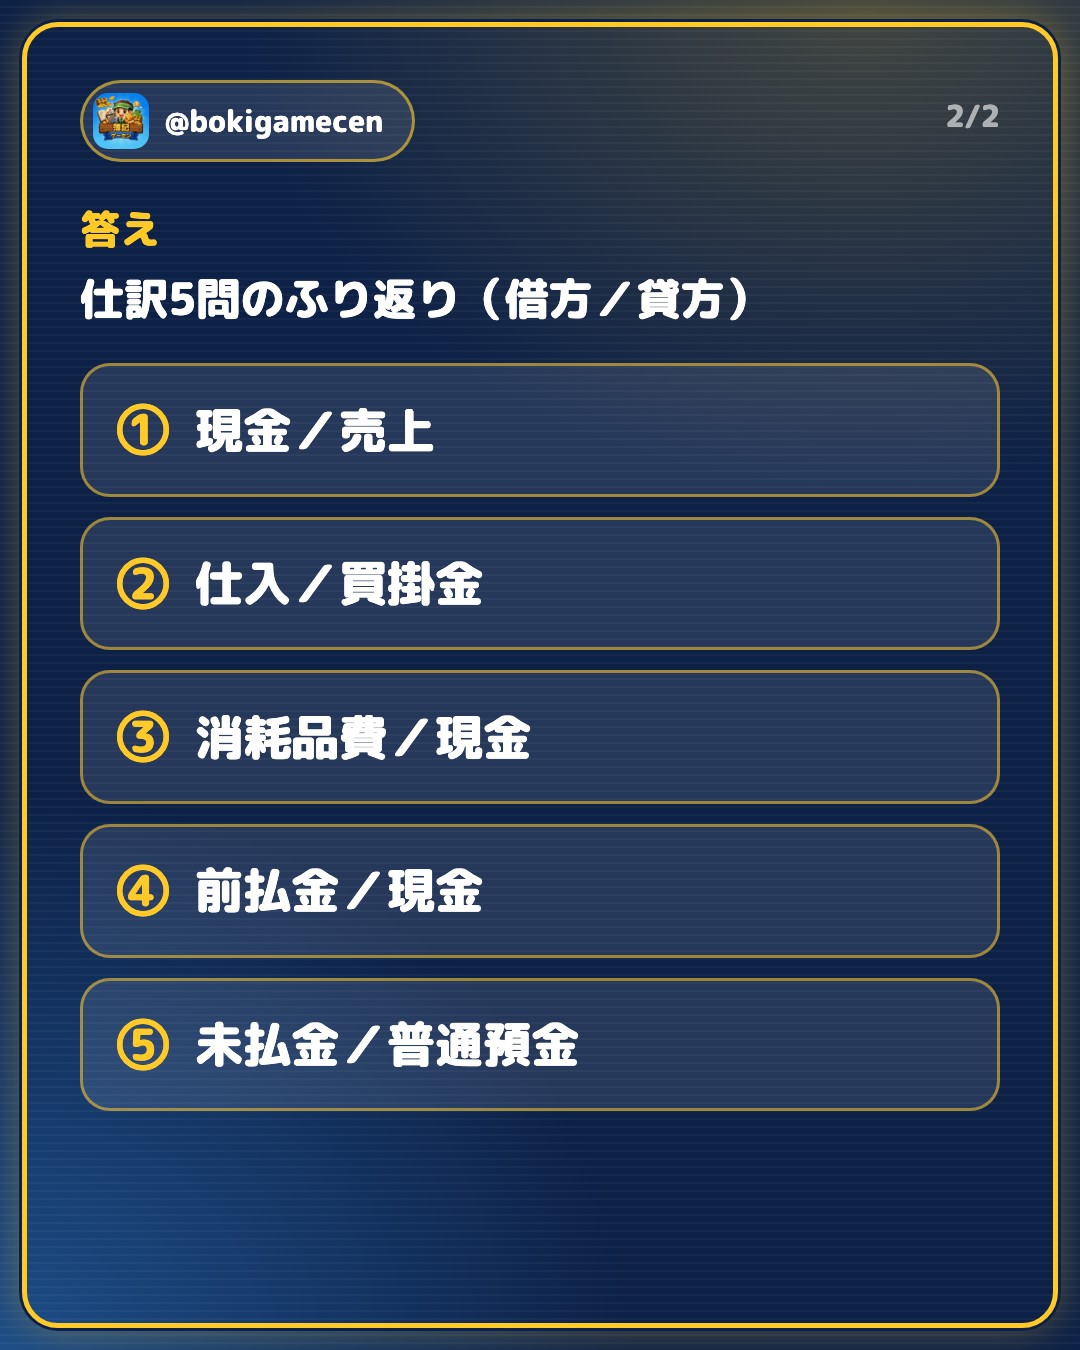 @bokigamecen
2/2
答え
仕訳5問のふり返り（借方／貸方）
① 現金／売上
② 仕入／買掛金
③ 消耗品費／現金
④ 前払金／現金
⑤ 未払金／普通預金